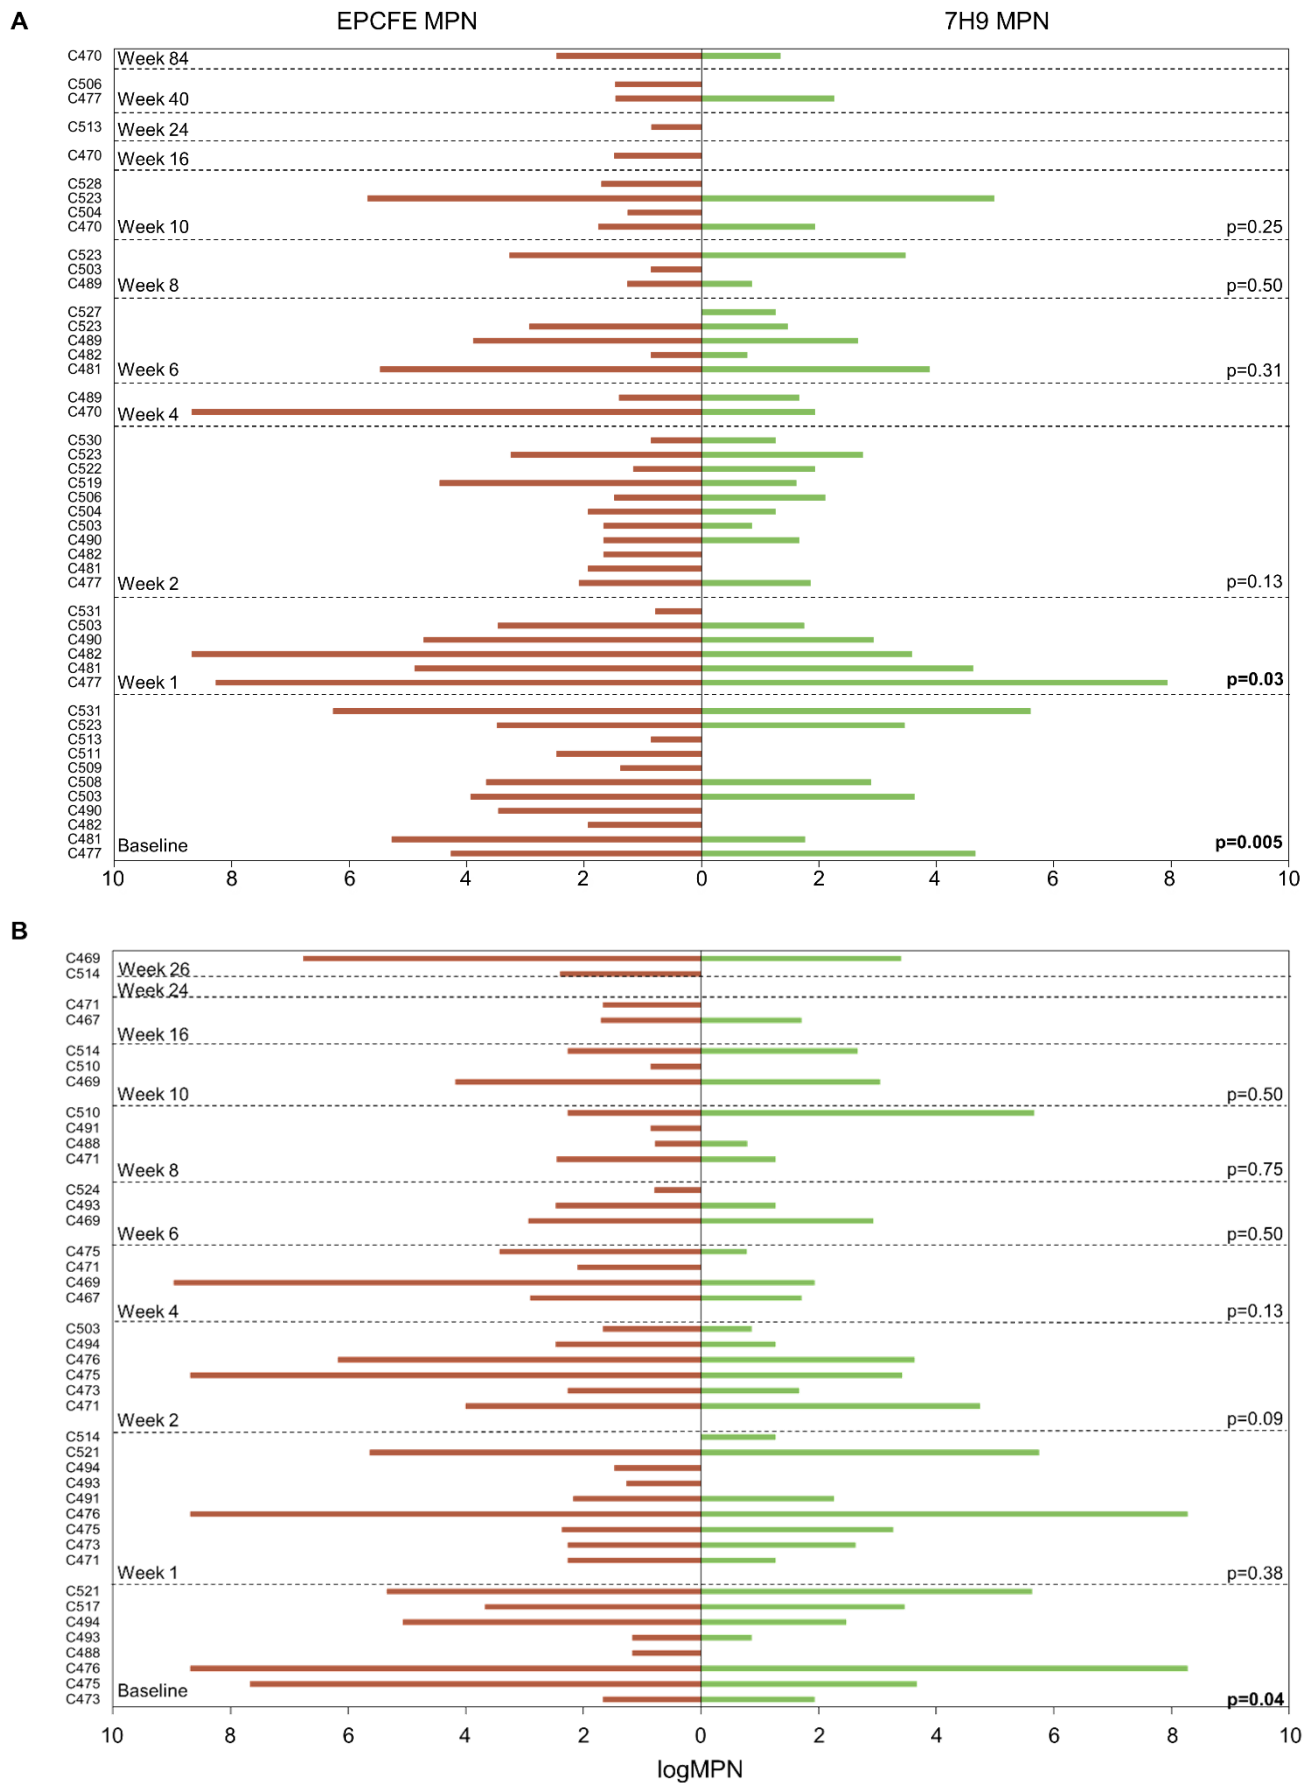 A
EPCFE MPN
7H9 MPN
C470 Week 84
C506
C477 Week 40
C513 Week 24
C470 Week 16
C528
C523
C504
C470 Week 10 p=0.25
C523
C503
C489 Week 8 p=0.50
C527
C523
C489
C482
C481 Week 6 p=0.31
C489
C470 Week 4
C530
C523
C522
C519
C506
C504
C503
C490
C482
C481
C477 Week 2 p=0.13
C531
C503
C490
C482
C481
C477 Week 1 p=0.03
C531
C523
C513
C511
C509
C508
C503
C490
C482
C481 Baseline p=0.005
C477
10 8 6 4 2 0 2 4 6 8 10
B
C469 Week 26
C514
Week 24
C471
C467
Week 16
C514
C510
C469
Week 10 p=0.50
C510
C491
C488
C471
Week 8 p=0.75
C524
C493
C469
Week 6 p=0.50
C475
C471
C469
C467
Week 4 p=0.13
C503
C494
C476
C475
C473
C471
Week 2 p=0.09
C514
C521
C494
C493
C491
C476
C475
C473
C471
Week 1 p=0.38
C521
C517
C494
C493
C488
C476
C475 Baseline
C473 p=0.04
10 8 6 4 2 0 2 4 6 8 10
logMPN